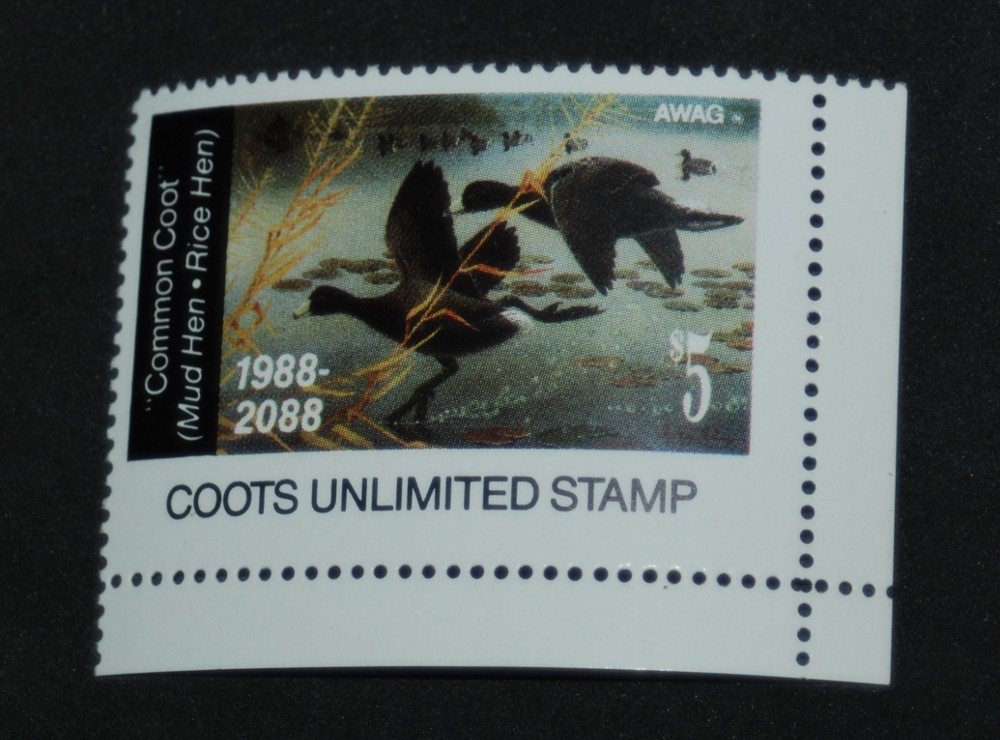 "Common Coot"
(Mud Hen • Rice Hen)
AWAG
1988-
2088
$5
COOTS UNLIMITED STAMP